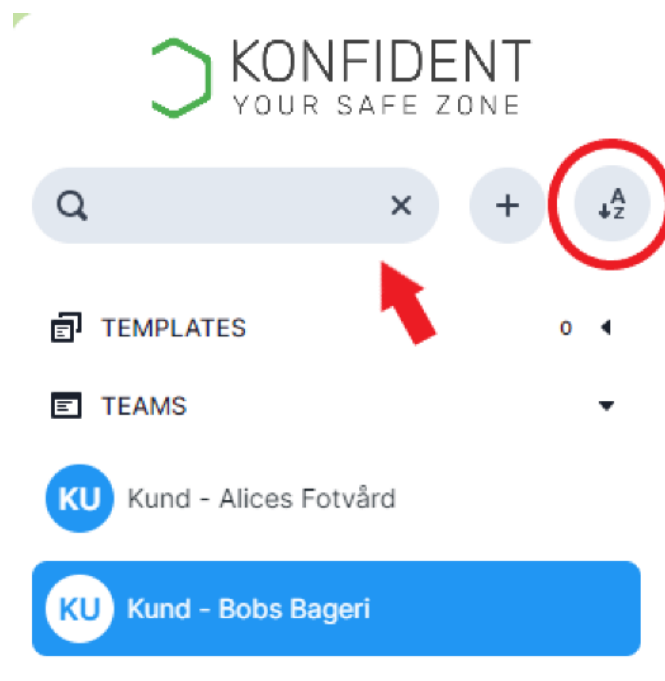 KONFIDENT
YOUR SAFE ZONE
A
Z
TEMPLATES 0
TEAMS
KU Kund - Alices Fotvård
KU Kund - Bobs Bageri